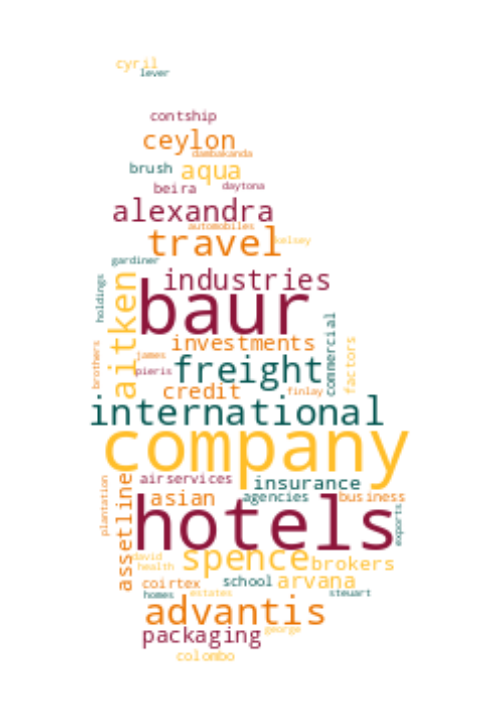 cyril
lever
contship
ceylon
dambakanda
brush aqua
beira daytona
alexandra
automobiles
travel kelsey
gardiner
industries
holdings
aitken
baur
commercial
investments
factors
brothers
james
freight
pieris
credit finlay
international
company
airservices
insurance
plantation
assetline
asian agencies business
hotels
exports
david
spence
health
brokers
coirtex school arvana
homes estates steuart
advantis
packaging george
colombo